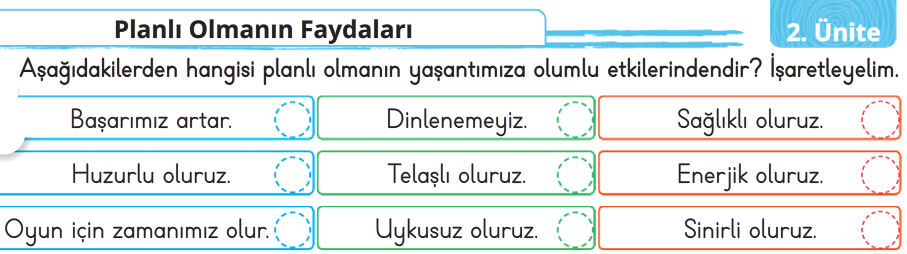 Planlı Olmanın Faydaları
2. Ünite
Aşağıdakilerden hangisi planlı olmanın yaşantımıza olumlu etkilerindendir? İşaretleyelim.
Başarımız artar. Dinlenemeyiz. Sağlıklı oluruz.
Huzurlu oluruz. Telaşlı oluruz. Enerjik oluruz.
Oyun için zamanımız olur. Uykusuz oluruz. Sinirli oluruz.